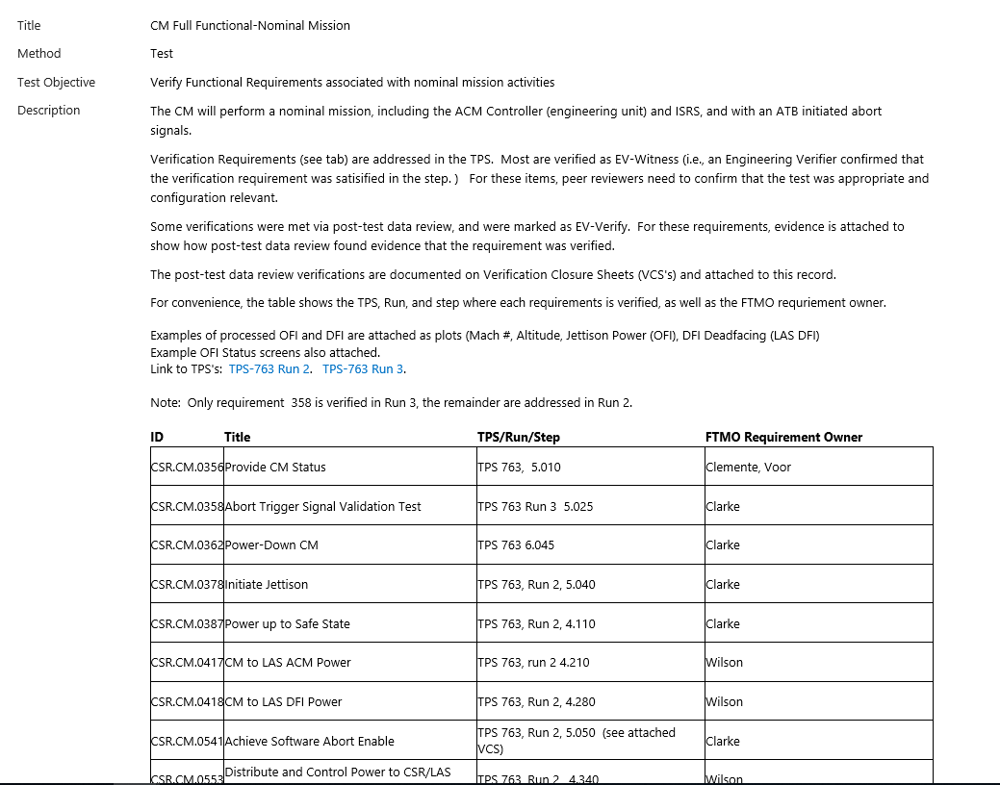 Title CM Full Functional-Nominal Mission
Method Test
Test Objective Verify Functional Requirements associated with nominal mission activities
Description The CM will perform a nominal mission, including the ACM Controller (engineering unit) and ISRS, and with an ATB initiated abort
signals.
Verification Requirements (see tab) are addressed in the TPS.  Most are verified as EV-Witness (i.e., an Engineering Verifier confirmed that
the verification requirement was satisified in the step. )   For these items, peer reviewers need to confirm that the test was appropriate and
configuration relevant.
Some verifications were met via post-test data review, and were marked as EV-Verify.  For these requirements, evidence is attached to
show how post-test data review found evidence that the requirement was verified.
The post-test data review verifications are documented on Verification Closure Sheets (VCS's) and attached to this record.
For convenience, the table shows the TPS, Run, and step where each requirements is verified, as well as the FTMO requriement owner.
Examples of processed OFI and DFI are attached as plots (Mach #, Altitude, Jettison Power (OFI), DFI Deadfacing (LAS DFI)
Example OFI Status screens also attached.
Link to TPS's:  TPS-763 Run 2.   TPS-763 Run 3.
Note:  Only requirement  358 is verified in Run 3, the remainder are addressed in Run 2.
ID Title TPS/Run/Step FTMO Requirement Owner
CSR.CM.0356 Provide CM Status TPS 763,  5.010 Clemente, Voor
CSR.CM.0358 Abort Trigger Signal Validation Test TPS 763 Run 3  5.025 Clarke
CSR.CM.0362 Power-Down CM TPS 763 6.045 Clarke
CSR.CM.0378 Initiate Jettison TPS 763, Run 2, 5.040 Clarke
CSR.CM.0387 Power up to Safe State TPS 763, Run 2, 4.110 Clarke
CSR.CM.0417 CM to LAS ACM Power TPS 763, run 2 4.210 Wilson
CSR.CM.0418 CM to LAS DFI Power TPS 763, Run 2, 4.280 Wilson
CSR.CM.0541 Achieve Software Abort Enable TPS 763, Run 2, 5.050  (see attached
VCS) Clarke
Distribute and Control Power to CSR/LAS
CSR.CM.0553 TPS 763, Run 2   4.340 Wilson